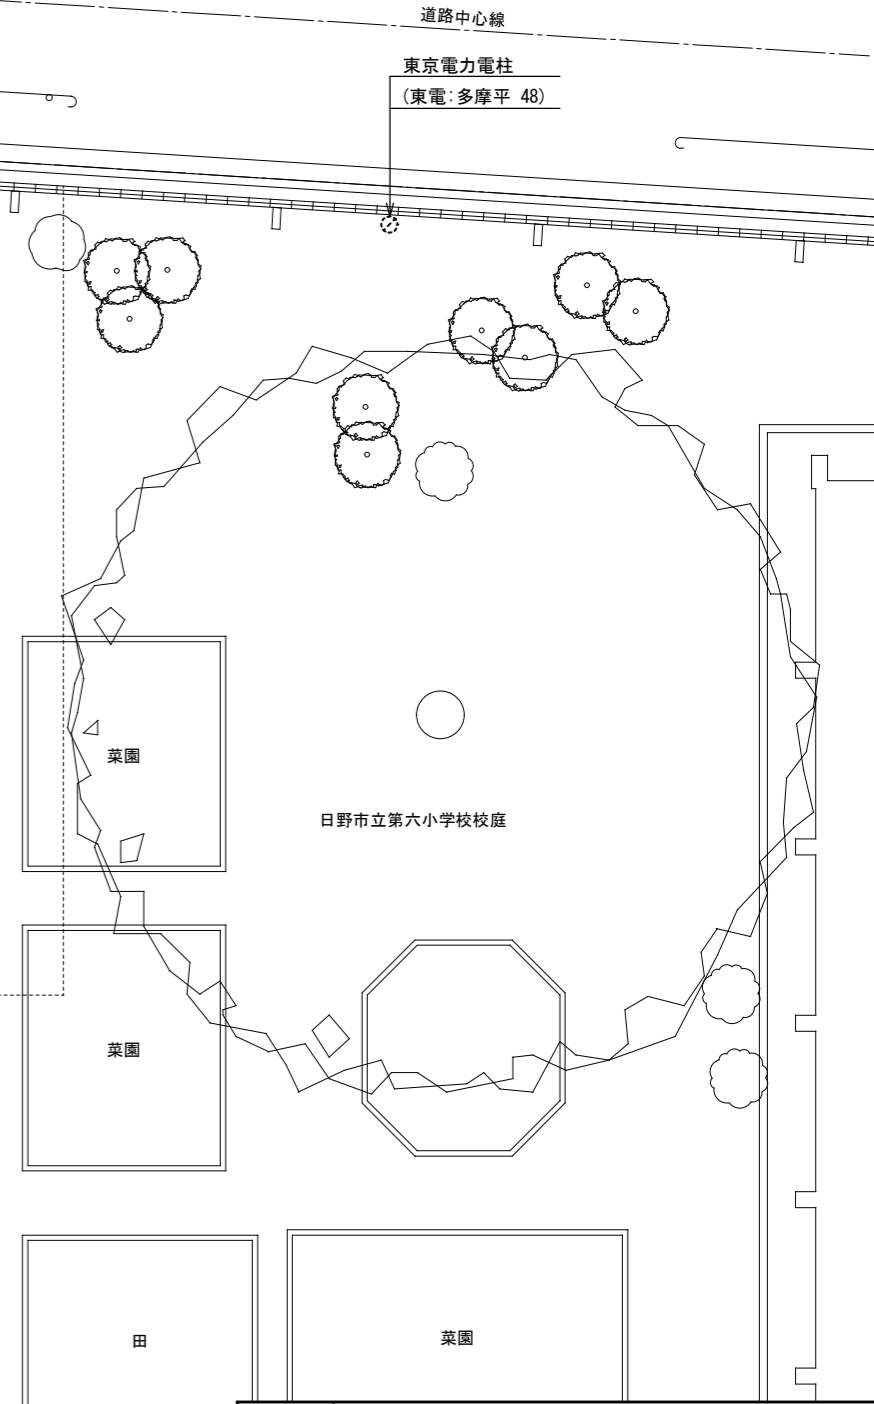 道路中心線
東京電力電柱
(東電:多摩平 48)
菜園
日野市立第六小学校校庭
菜園
田
菜園